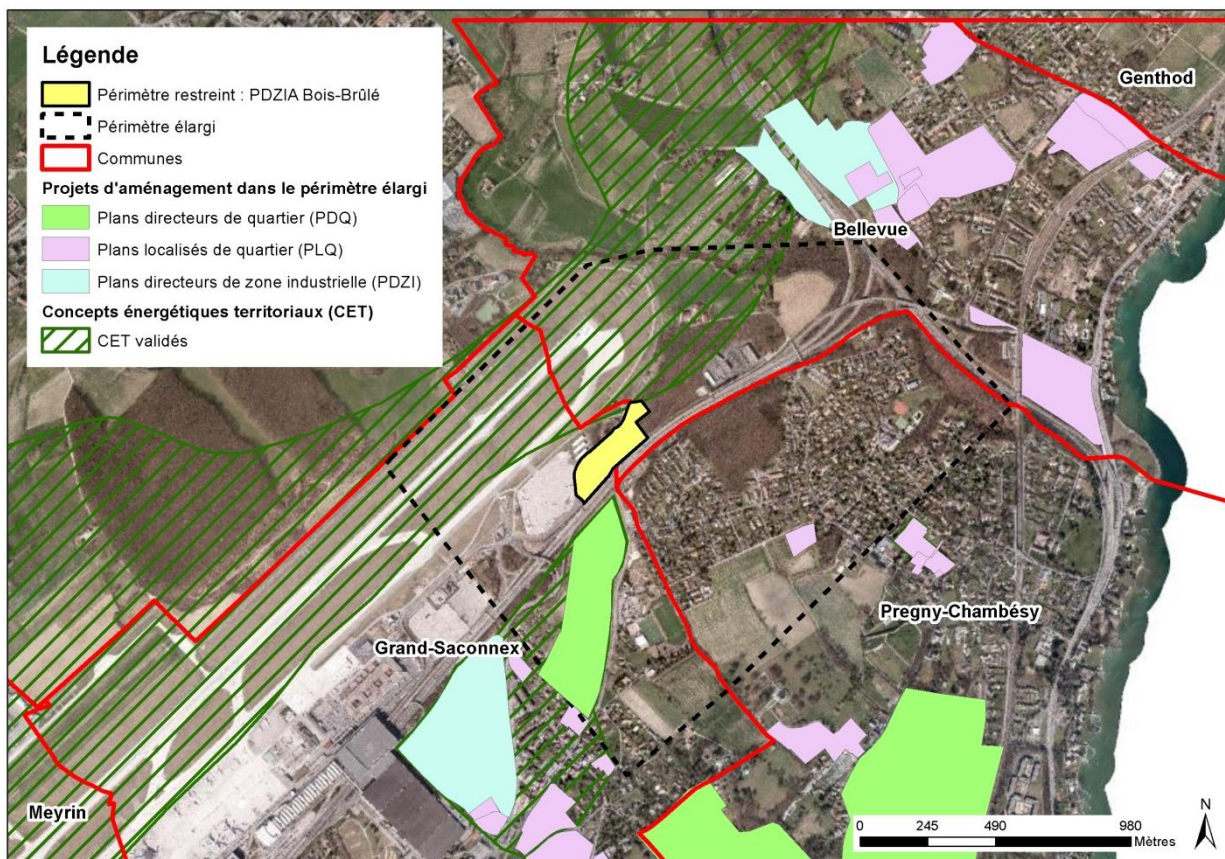 Légende
Périmètre restreint : PDZIA Bois-Brûlé
Périmètre élargi
Communes
Projets d'aménagement dans le périmètre élargi
Plans directeurs de quartier (PDQ)
Plans localisés de quartier (PLQ)
Plans directeurs de zone industrielle (PDZI)
Concepts énergétiques territoriaux (CET)
CET validés
Genthod
Bellevue
Pregny-Chambésy
Grand-Saconnex
Meyrin
0 245 490 980
Mètres
N